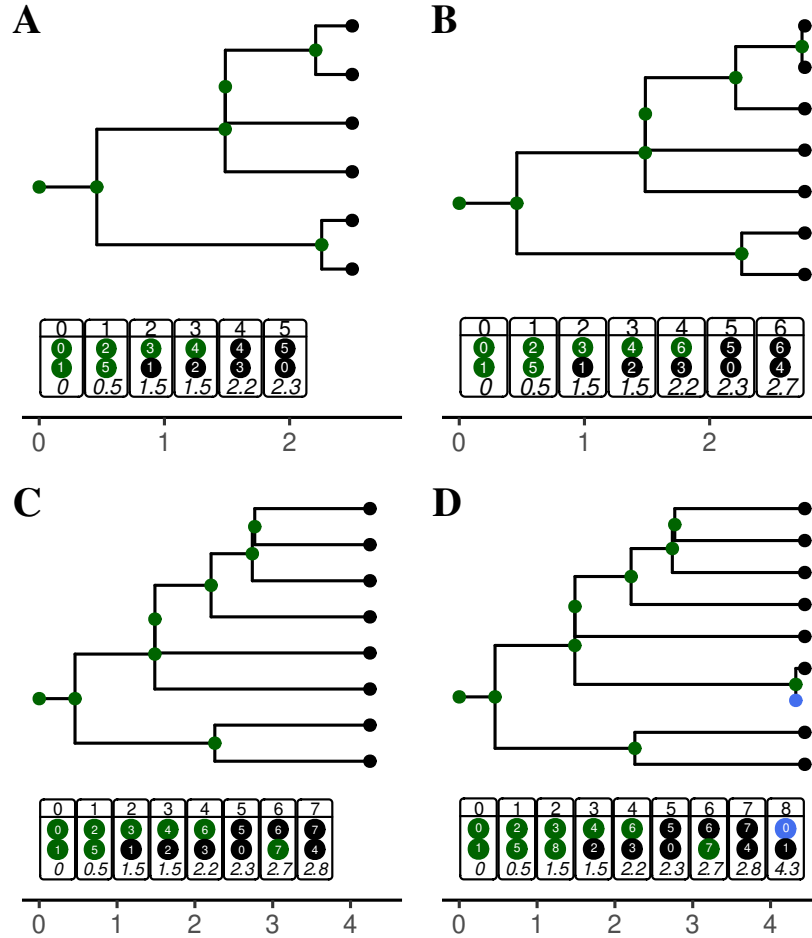 A
0 1 2 3 4 5
0 2 3 4 4 5
1 5 1 2 3 0
0 0.5 1.5 1.5 2.2 2.3
0 1 2
B
0 1 2 3 4 5 6
0 2 3 4 6 5 6
1 5 1 2 3 0 4
0 0.5 1.5 1.5 2.2 2.3 2.7
0 1 2
C
0 1 2 3 4 5 6 7
0 2 3 4 6 5 6 7
1 5 1 2 3 0 7 4
0 0.5 1.5 1.5 2.2 2.3 2.7 2.8
0 1 2 3 4
D
0 1 2 3 4 5 6 7 8
0 2 3 4 6 5 6 7 0
1 5 8 2 3 0 7 4 1
0 0.5 1.5 1.5 2.2 2.3 2.7 2.8 4.3
0 1 2 3 4